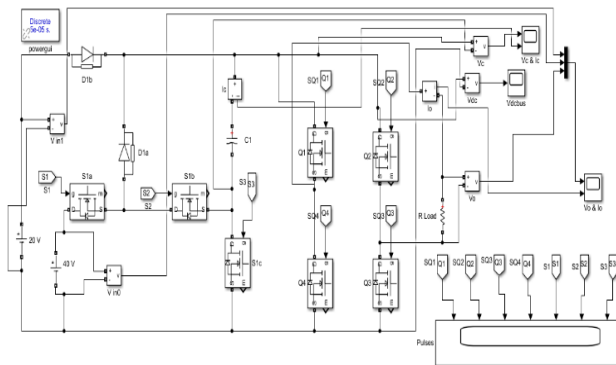 Discrete
5e-05 s.
powergui
D1b
V in1
S1
S1
S1a
20 V
D1a
S2
S2
S1b
40 V
V in0
Ic
C1
S3
S3
S1c
SQ1
Q1
Q1
SQ4
Q4
Q4
SQ2
Q2
Q2
SQ3
Q3
Q3
Io
R Load
Vc
Vc & Ic
Vdc
Vdcbus
Vo
Vo & Io
SQ1
Q1
SQ2
Q2
SQ3
Q3
SQ4
Q4
S1
S1
S2
S2
S3
S3
Pulses